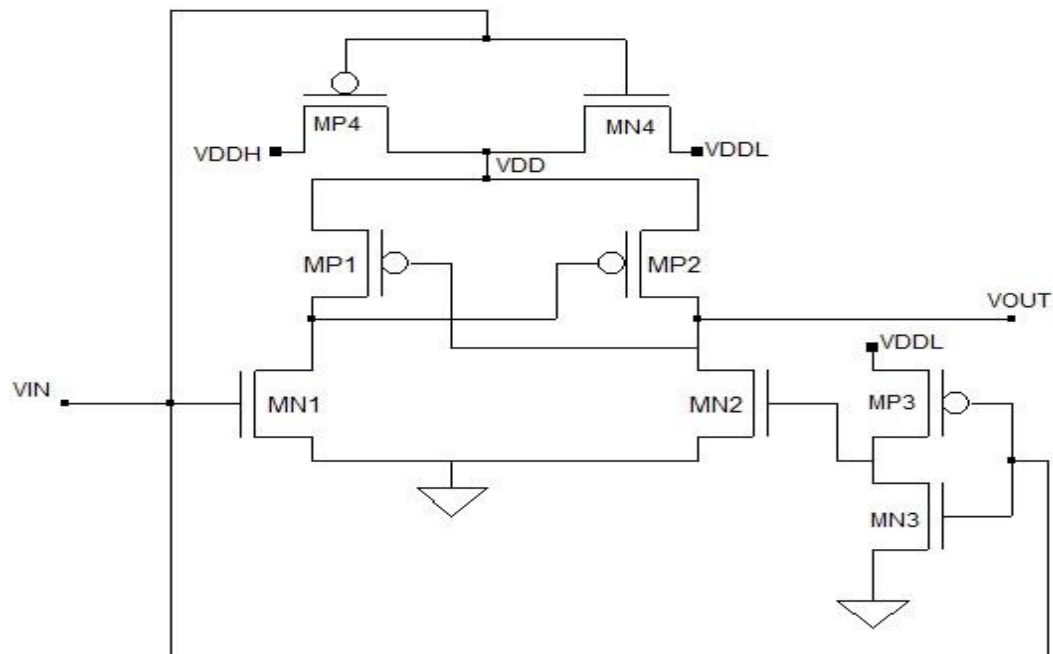 MP4
MN4
VDDH
VDD
VDDL
MP1
MP2
VOUT
VDDL
VIN
MN1
MN2
MP3
MN3